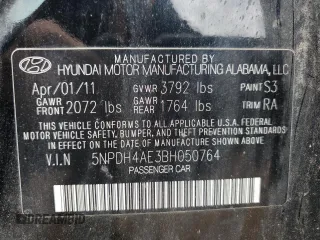 MANUFACTURED BY
HYUNDAI MOTOR MANUFACTURING ALABAMA, LLC
Apr/01/11 GVWR 3792 lbs PAINT S3
GAWR FRONT 2072 lbs GAWR REAR 1764 lbs TRIM RA
THIS VEHICLE CONFORMS TO ALL APPLICABLE
FEDERAL MOTOR VEHICLE SAFETY, BUMPER, AND
THEFT PREVENTION STANDARDS IN
EFFECT ON THE DATE OF MANUFACTURE SHOWN ABOVE.
V.I.N 5NPDH4AE3BH050764
PASSENGER CAR